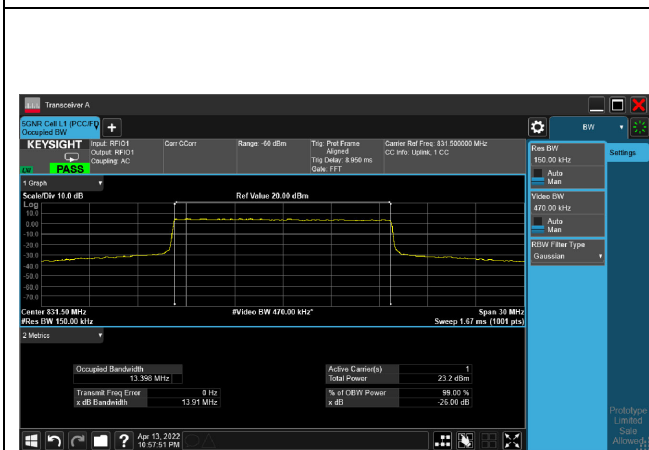 Transceiver A
5GNR Cell L1 (PCC/FD
Occupied BW
BW
KEYSIGHT
Input: RFIO1
Output: RFIO1
Coupling: AC
Corr CCorr
Range: -66 dBm
Trig: Pret Frame
Aligned
Trig Delay: 8.950 ms
Gate: FFT
Carrier Ref Freq: 831.500000 MHz
CC Info: Uplink, 1 CC
PASS
1 Graph
Scale/Div 10.0 dB
Ref Value 20.00 dBm
Log
10.0
0.00
-10.0
-20.0
-30.0
-40.0
-50.0
-60.0
-70.0
Center 831.50 MHz
#Video BW 470.00 kHz*
Span 30 MHz
#Res BW 150.00 kHz
Sweep 1.67 ms (1001 pts)
2 Metrics
Occupied Bandwidth
13.398 MHz
Active Carrier(s) 1
Total Power 23.2 dBm
Transmit Freq Error 0 Hz
x dB Bandwidth 13.91 MHz
% of OBW Power 99.00 %
x dB -26.00 dB
Res BW
150.00 kHz
Auto
Man
Video BW
470.00 kHz
Auto
Man
RBW Filter Type
Gaussian
Settings
Prototype
Limited
Sale
Allowed
?
Apr 13, 2022
10:57:51 PM